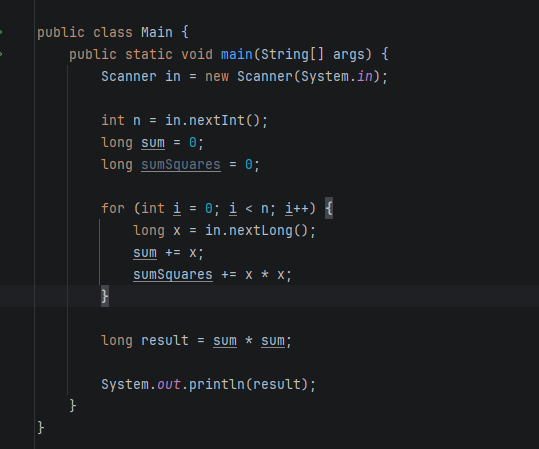 public class Main {
    public static void main(String[] args) {
        Scanner in = new Scanner(System.in);

        int n = in.nextInt();
        long sum = 0;
        long sumSquares = 0;

        for (int i = 0; i < n; i++) {
            long x = in.nextLong();
            sum += x;
            sumSquares += x * x;
        }

        long result = sum * sum;

        System.out.println(result);
    }
}